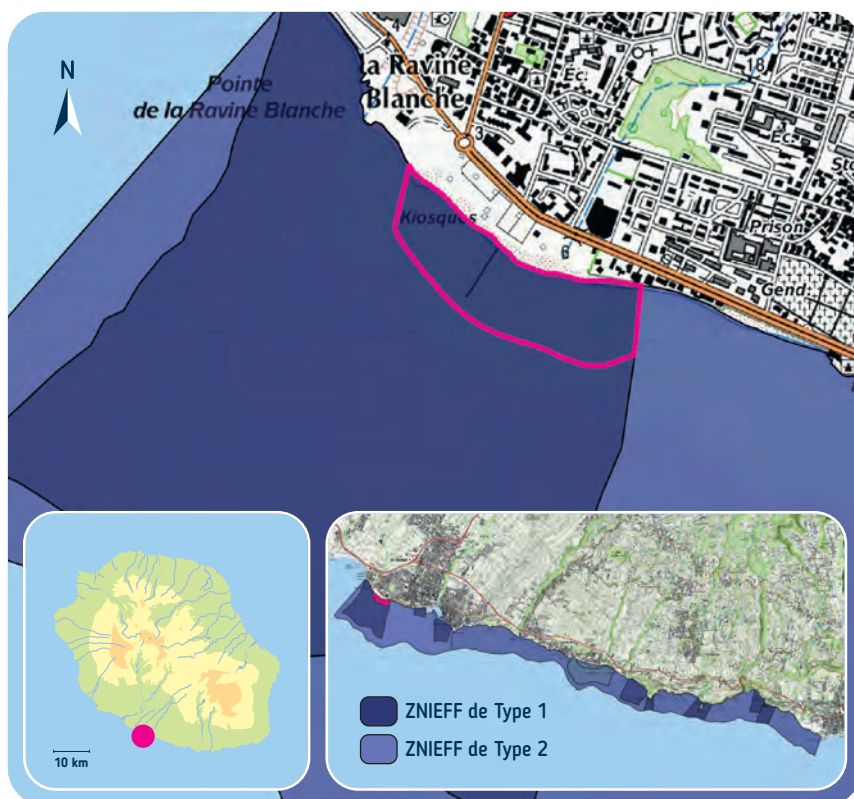 N
Pointe
de la Ravine Blanche
la Ravine
Blanche
4
Ec.
18
3
Ec.
Kiosques
6
Prison
Gend.
10 km
ZNIEFF de Type 1
ZNIEFF de Type 2